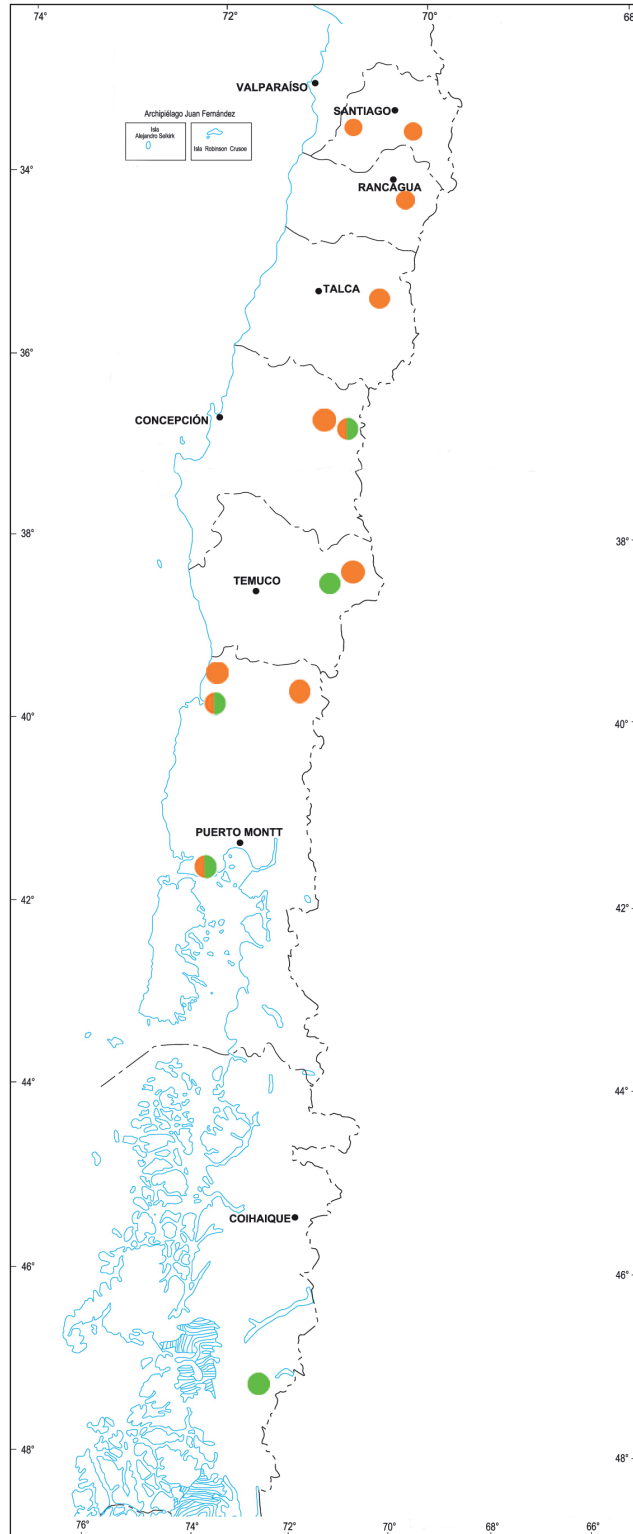 74°
72°
70°
68
VALPARAÍSO
SANTIAGO
Archipiélago Juan Fernández
Isla
Alejandro Selkirk
Isla Robinson Crusoe
34°
RANCAGUA
TALCA
36°
CONCEPCIÓN
38°
38°
TEMUCO
40°
40°
PUERTO MONTT
42°
42°
44°
44°
COIHAIQUE
46°
46°
48°
48°
76°
74°
72°
70°
68°
66°